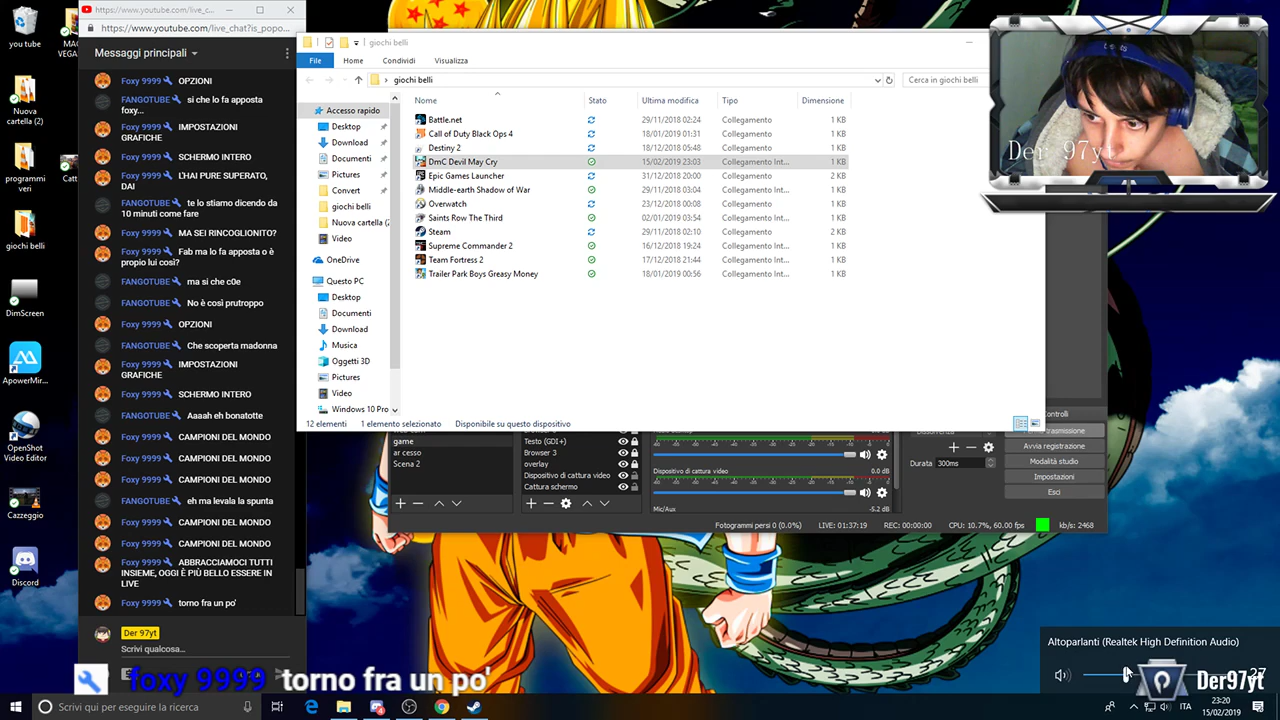 you tube
MAG
VEGA
Nuova
cartella (2)
programmi
veri
Catt
giochi belli
DimScreen
ApowerMir...
OpenShot
Video Editor
Cazzeggio
Discord
https://www.youtube.com/live_c...
https://www.youtube.com/live_chat?is_popo...
Messaggi principali
Foxy 9999 OPZIONI
FANGOTUBE si che lo fa apposta
foxy...
Foxy 9999 IMPOSTAZIONI
GRAFICHE
Foxy 9999 SCHERMO INTERO
Foxy 9999 L'HAI PURE SUPERATO,
DAI
FANGOTUBE te lo stiamo dicendo da
10 minuti come fare
Foxy 9999 MA SEI RINCOGLIONITO?
Foxy 9999 Fab ma lo fa apposta o è
proprio lui così?
FANGOTUBE ma si che c0e
FANGOTUBE No è così prutroppo
Foxy 9999 OPZIONI
FANGOTUBE Che scoperta madonna
Foxy 9999 IMPOSTAZIONI
GRAFICHE
Foxy 9999 SCHERMO INTERO
FANGOTUBE Aaaah eh bonatotte
Foxy 9999 CAMPIONI DEL MONDO
Foxy 9999 CAMPIONI DEL MONDO
Foxy 9999 CAMPIONI DEL MONDO
FANGOTUBE eh ma levala la spunta
Foxy 9999 CAMPIONI DEL MONDO
Foxy 9999 CAMPIONI DEL MONDO
Foxy 9999 ABBRACCIAMOCI TUTTI
INSIEME, OGGI È PIÙ BELLO ESSERE IN
LIVE
Foxy 9999 torno fra un po'
Der 97yt
Scrivi qualcosa...
foxy 9999 torno fra un po'
giochi belli
File Home Condividi Visualizza
giochi belli
Cerca in giochi belli
Accesso rapido
Desktop
Download
Documenti
Pictures
Convert
giochi belli
Nuova cartella (2
Video
OneDrive
Questo PC
Desktop
Documenti
Download
Musica
Oggetti 3D
Pictures
Video
Windows 10 Pro
Nome Stato Ultima modifica Tipo Dimensione
Battle.net 29/11/2018 02:24 Collegamento 1 KB
Call of Duty Black Ops 4 18/01/2019 01:31 Collegamento 1 KB
Destiny 2 18/12/2018 05:48 Collegamento 1 KB
DmC Devil May Cry 15/02/2019 23:03 Collegamento Int... 1 KB
Epic Games Launcher 31/12/2018 20:00 Collegamento 2 KB
Middle-earth Shadow of War 29/11/2018 03:04 Collegamento Int... 1 KB
Overwatch 23/12/2018 00:08 Collegamento 1 KB
Saints Row The Third 02/01/2019 03:54 Collegamento Int... 1 KB
Steam 29/11/2018 02:10 Collegamento 2 KB
Supreme Commander 2 16/12/2018 19:24 Collegamento Int... 1 KB
Team Fortress 2 17/12/2018 21:44 Collegamento Int... 1 KB
Trailer Park Boys Greasy Money 18/01/2019 00:56 Collegamento Int... 1 KB
12 elementi 1 elemento selezionato Disponibile su questo dispositivo
Der 97yt
game
ar cesso
Scena 2
Testo (GDI+)
Browser 3
overlay
Dispositivo di cattura video
Cattura schermo
Dispositivo di cattura video 0.0 dB
Mic/Aux -5.2 dB
Durata 300ms
Controlli
Avvia registrazione
Modalità studio
Impostazioni
Esci
Fotogrammi persi 0 (0.0%) LIVE: 01:37:19 REC: 00:00:00 CPU: 10.7%, 60.00 fps kb/s: 2468
Altoparlanti (Realtek High Definition Audio)
27
Der97yt
Scrivi qui per eseguire la ricerca
ITA
23:20
15/02/2019